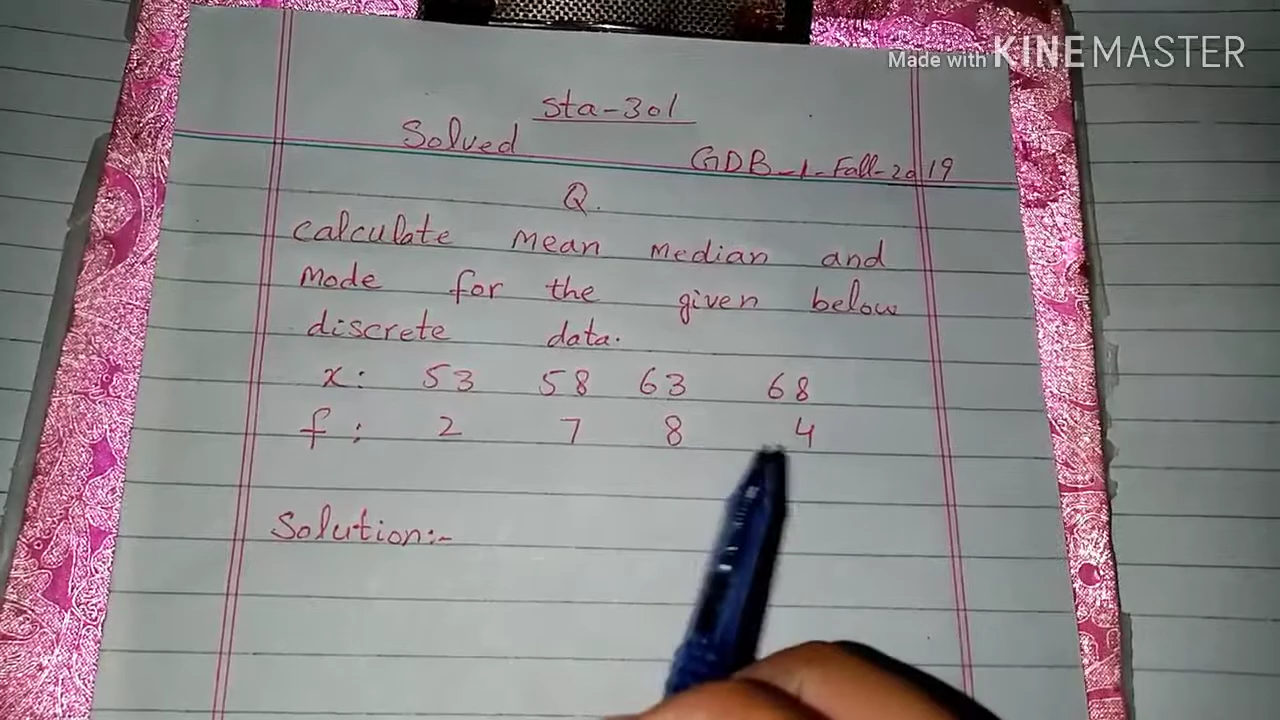 Made with KINEMASTER
Sta-301
Solved GDB-1-Fall-2019
Q.
Calculate Mean Median and
Mode for the given below
discrete data.
x: 53 58 63 68
f: 2 7 8 4
Solution:-